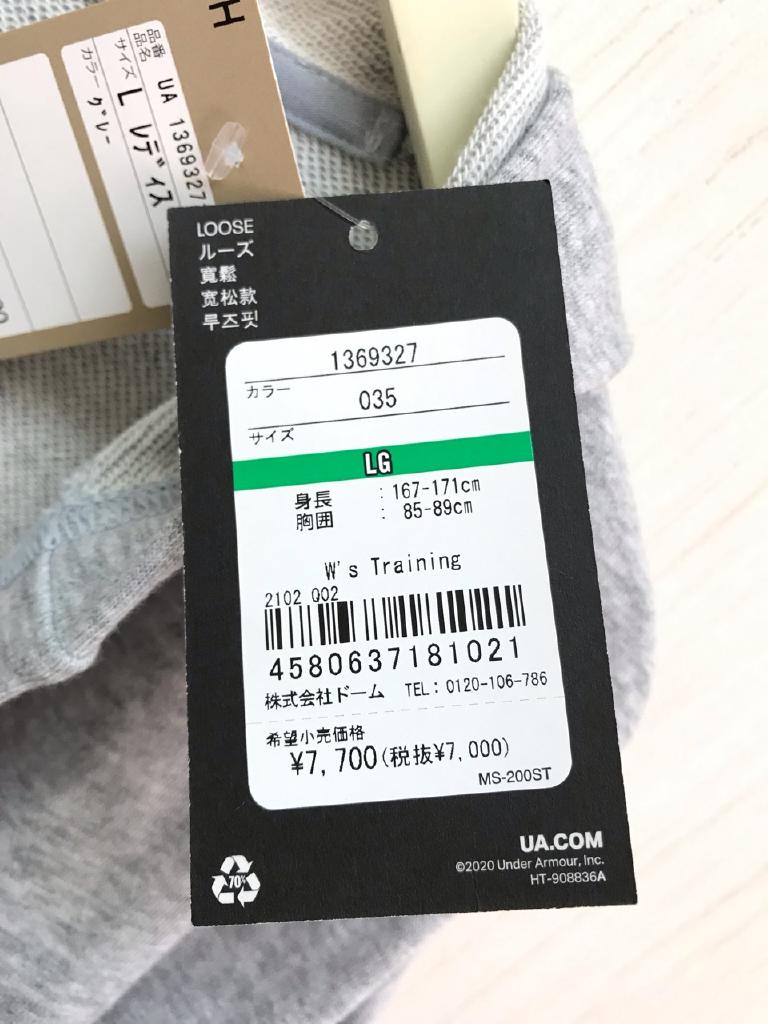 H
品番 UA 1369327
品名
サイズ L レディス
カラー グレー
LOOSE
ルーズ
寬鬆
宽松款
루즈핏
1369327
カラー
035
サイズ
LG
身長 : 167-171cm
胸囲 : 85-89cm
W's Training
2102 002
4580637181021
株式会社ドーム TEL: 0120-106-786
希望小売価格
¥7,700(税抜¥7,000)
MS-200ST
70%
UA.COM
©2020 Under Armour, Inc.
HT-908836A